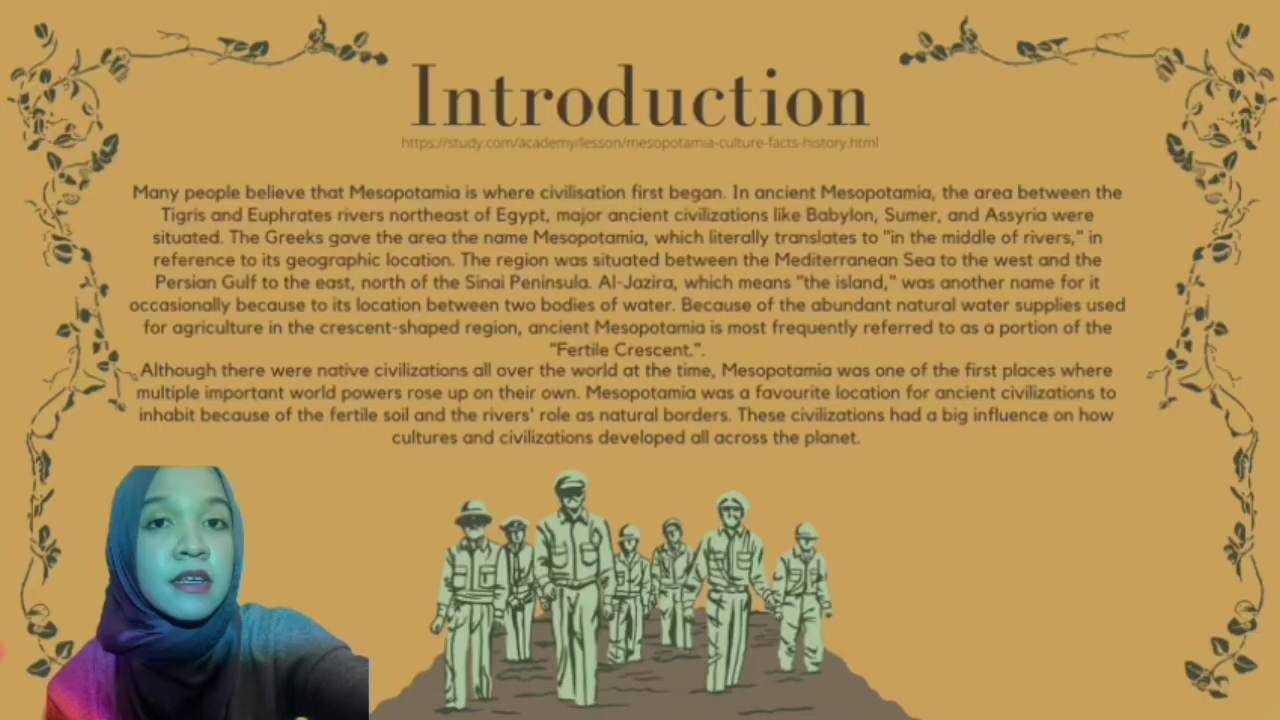 Introduction
https://study.com/academy/lesson/mesopotamia-culture-facts-history.html
Many people believe that Mesopotamia is where civilisation first began. In ancient Mesopotamia, the area between the
Tigris and Euphrates rivers northeast of Egypt, major ancient civilizations like Babylon, Sumer, and Assyria were
situated. The Greeks gave the area the name Mesopotamia, which literally translates to "in the middle of rivers," in
reference to its geographic location. The region was situated between the Mediterranean Sea to the west and the
Persian Gulf to the east, north of the Sinai Peninsula. Al-Jazira, which means "the island," was another name for it
occasionally because to its location between two bodies of water. Because of the abundant natural water supplies used
for agriculture in the crescent-shaped region, ancient Mesopotamia is most frequently referred to as a portion of the
"Fertile Crescent.".
Although there were native civilizations all over the world at the time, Mesopotamia was one of the first places where
multiple important world powers rose up on their own. Mesopotamia was a favourite location for ancient civilizations to
inhabit because of the fertile soil and the rivers' role as natural borders. These civilizations had a big influence on how
cultures and civilizations developed all across the planet.